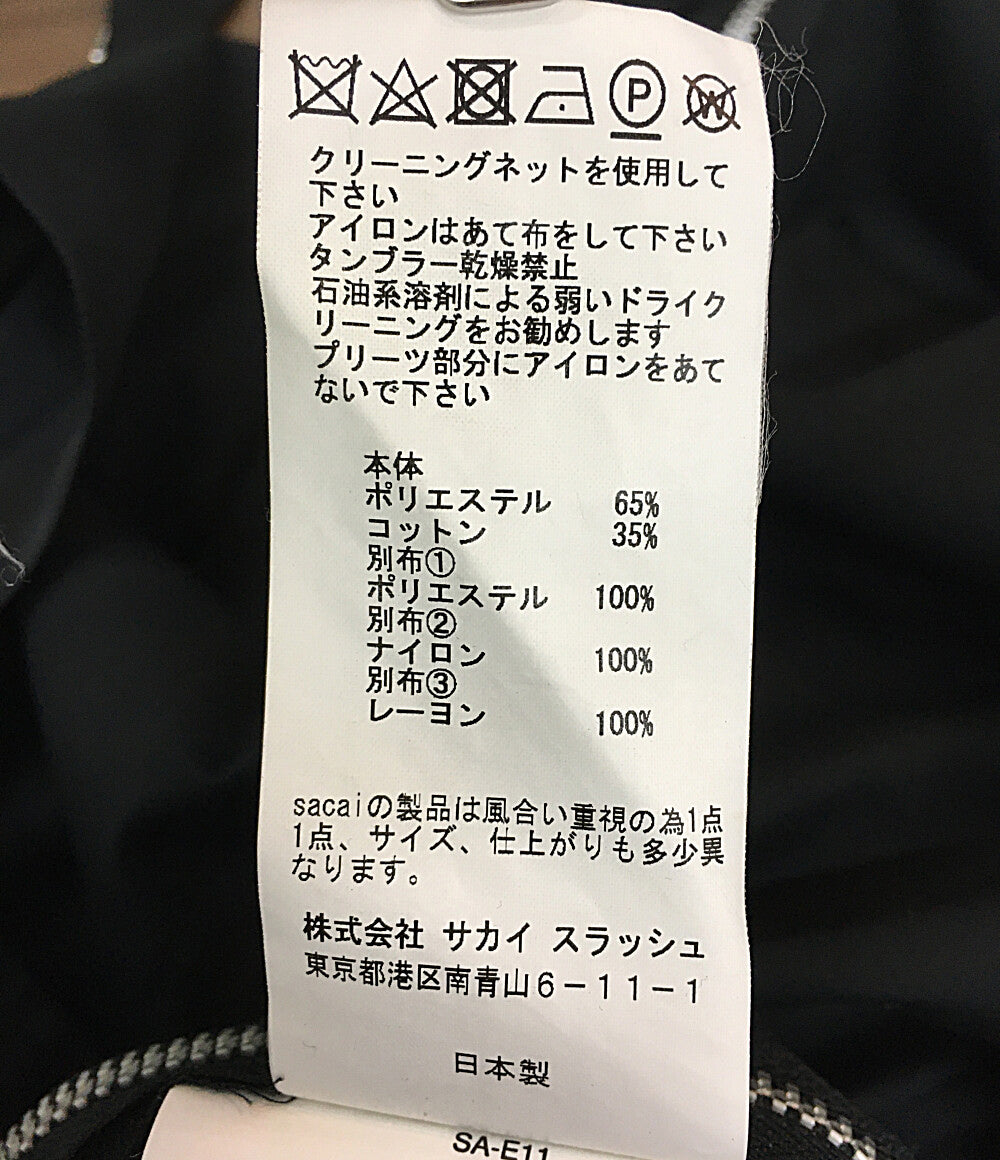 P W
クリーニングネットを使用して
下さい
アイロンはあて布をして下さい
タンブラー乾燥禁止
石油系溶剤による弱いドライク
リーニングをお勧めします
プリーツ部分にアイロンをあて
ないで下さい
本体
ポリエステル 65%
コットン 35%
別布①
ポリエステル 100%
別布②
ナイロン 100%
別布③
レーヨン 100%
sacaiの製品は風合い重視の為1点
1点、サイズ、仕上がりも多少異
なります。
株式会社 サカイ スラッシュ
東京都港区南青山6-11-1
日本製
SA-E11